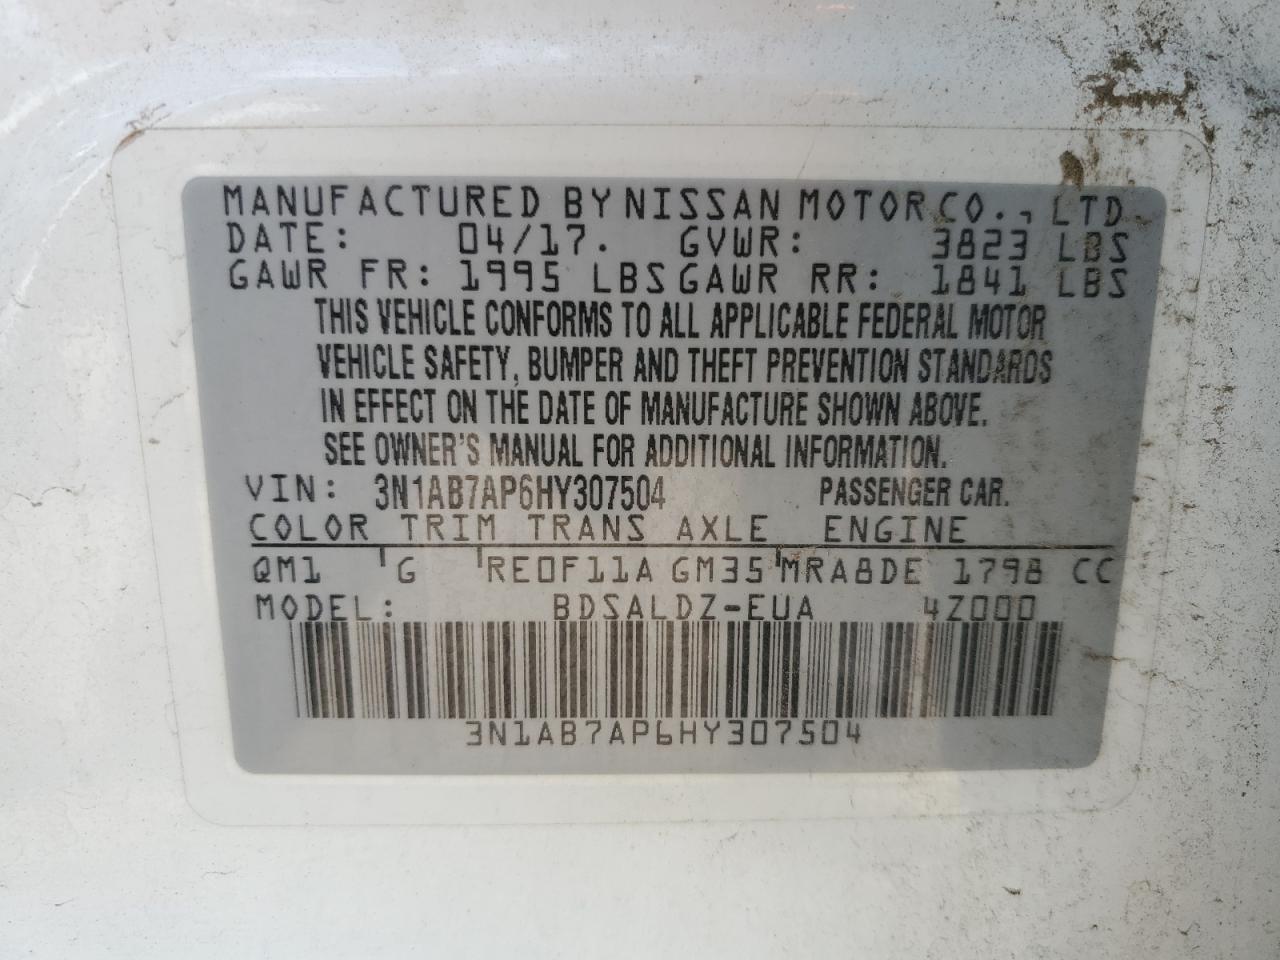 MANUFACTURED BY NISSAN MOTOR CO., LTD.
DATE: 04/17. GVWR: 3823 LBS
GAWR FR: 1995 LBS GAWR RR: 1841 LBS
THIS VEHICLE CONFORMS TO ALL APPLICABLE FEDERAL MOTOR
VEHICLE SAFETY, BUMPER AND THEFT PREVENTION STANDARDS
IN EFFECT ON THE DATE OF MANUFACTURE SHOWN ABOVE.
SEE OWNER'S MANUAL FOR ADDITIONAL INFORMATION.
VIN: 3N1AB7AP6HY307504 PASSENGER CAR.
COLOR TRIM TRANS AXLE ENGINE
QM1 G RE0F11A GM35 MRA8DE 1798 CC
MODEL: BDSALDZ-EUA 4Z000
3N1AB7AP6HY307504